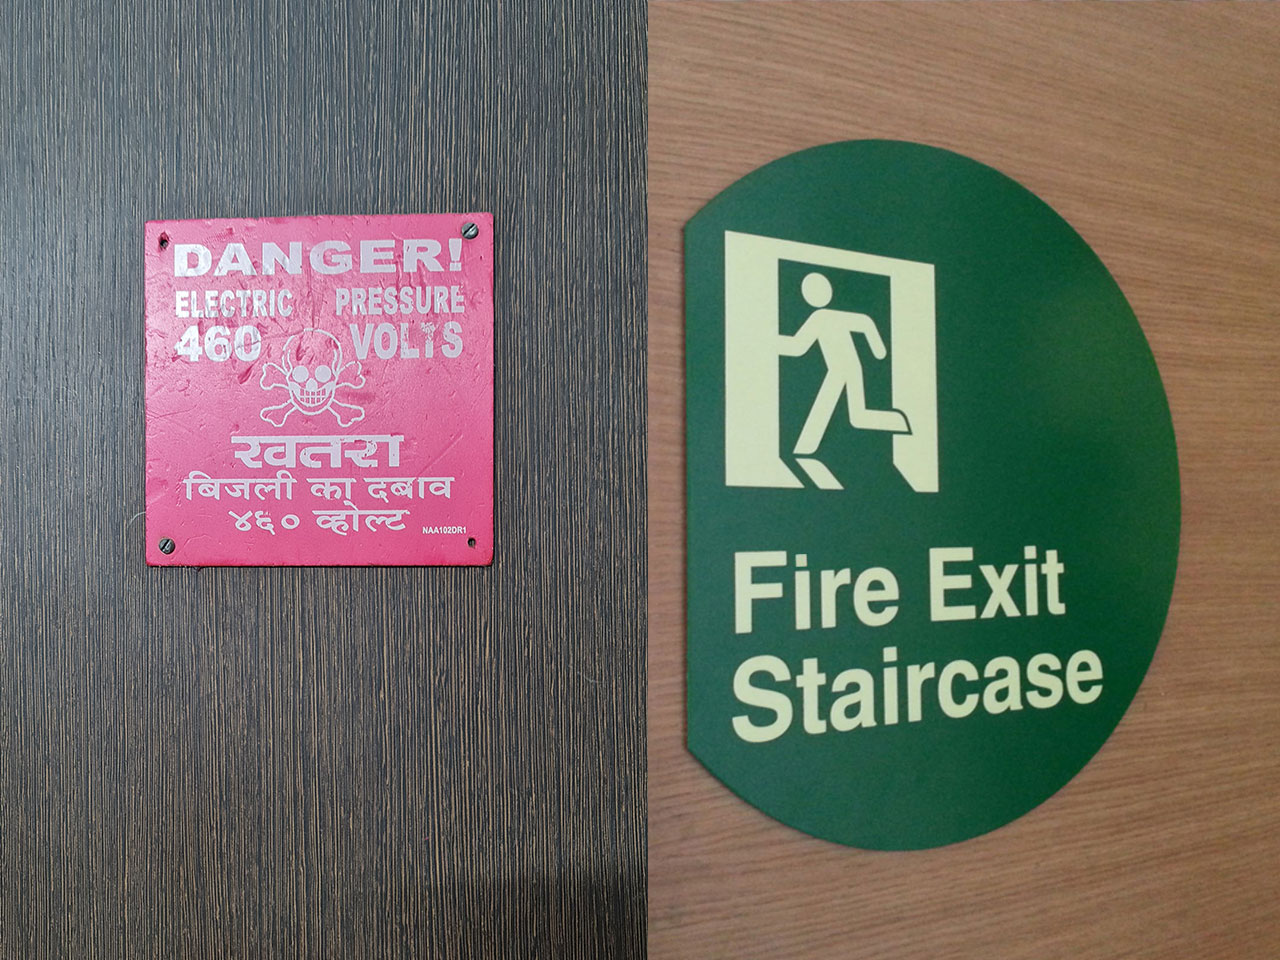 DANGER!
ELECTRIC PRESSURE
460 VOLTS
खतरा
बिजली का दबाव
४६० व्होल्ट
NAA102DR1
Fire Exit
Staircase